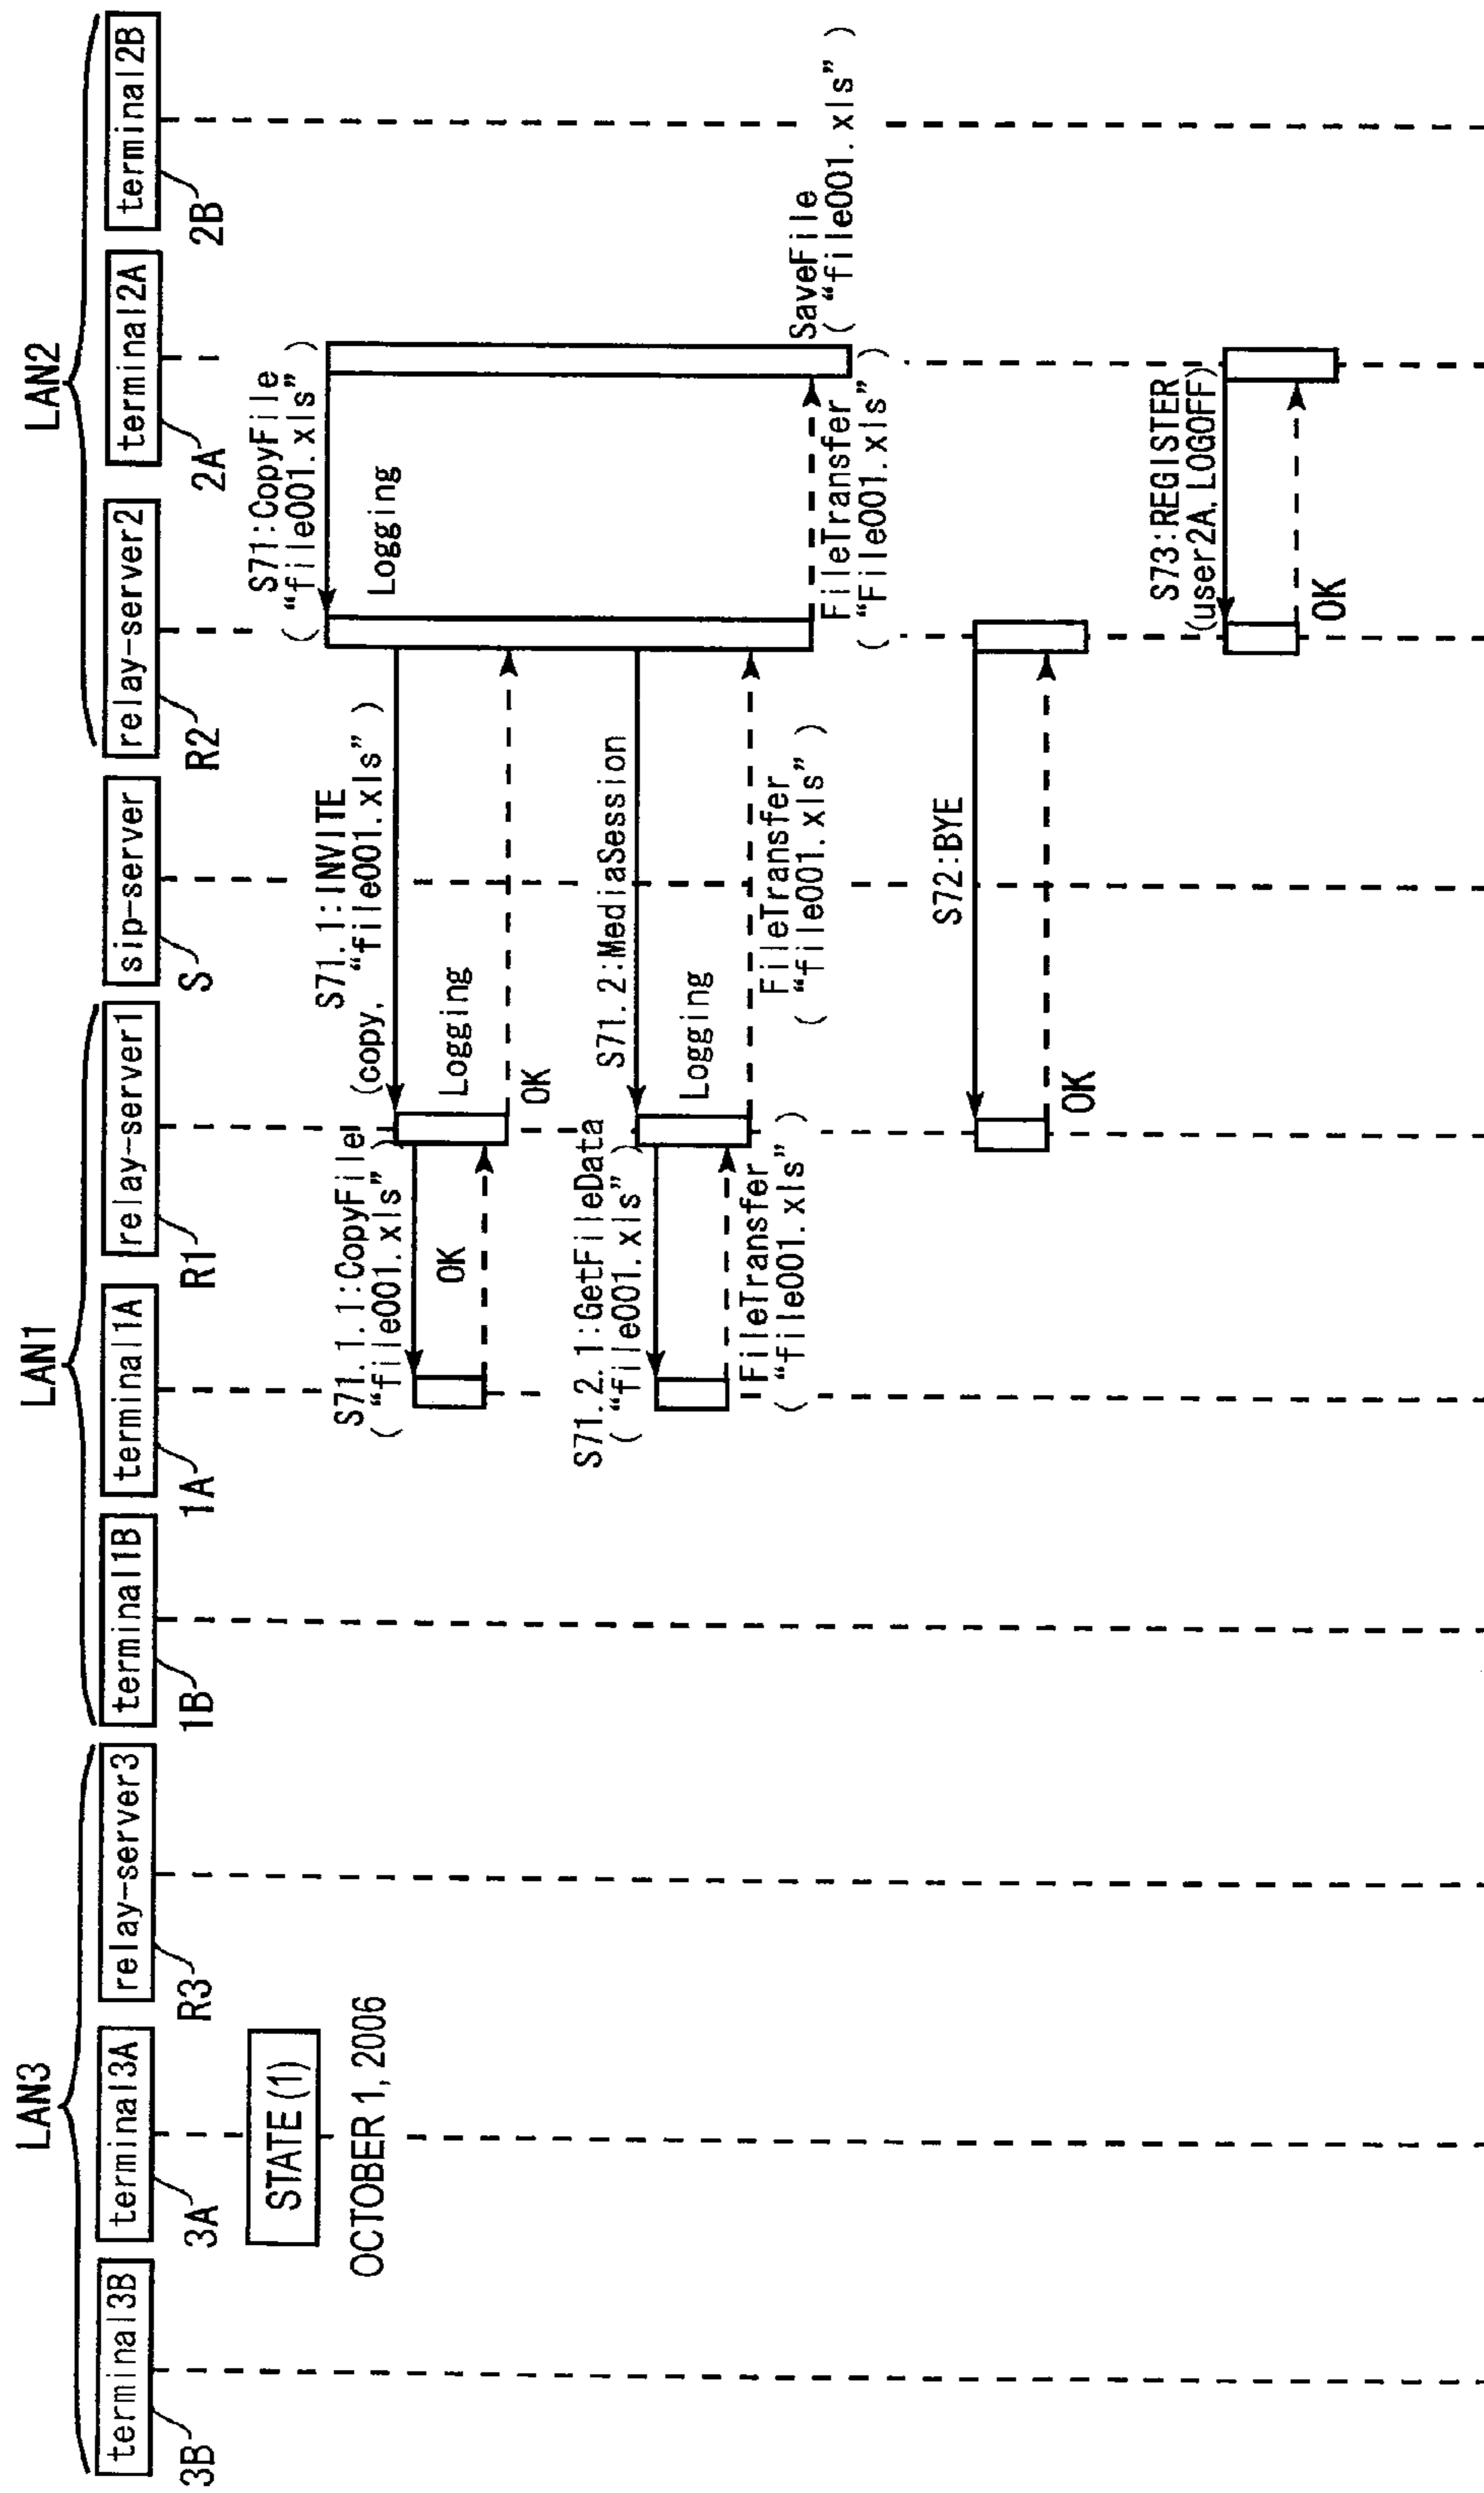 LAN3
LAN1
LAN2
terminal3B
terminal3A
relay-server3
terminal1B
terminal1A
relay-server1
sip-server
relay-server2
terminal2A
terminal2B
3B
3A
R3
1B
1A
R1
S
R2
2A
2B
STATE (1)
OCTOBER 1, 2006
S71:CopyFile
( “file001.xls” )
Logging
S71.1:INVITE
(copy, “file001.xls” )
S71.1.1:CopyFile
( “file001.xls” )
Logging
OK
OK
S71.2:MediaSession
S71.2.1:GetFileData
( “file001.xls” )
Logging
FileTransfer
( “file001.xls” )
FileTransfer
( “file001.xls” )
FileTransfer
( “File001.xls” )
SaveFile
( “file001.xls” )
S72:BYE
OK
S73:REGISTER
(user2A, LOGOFF)
OK